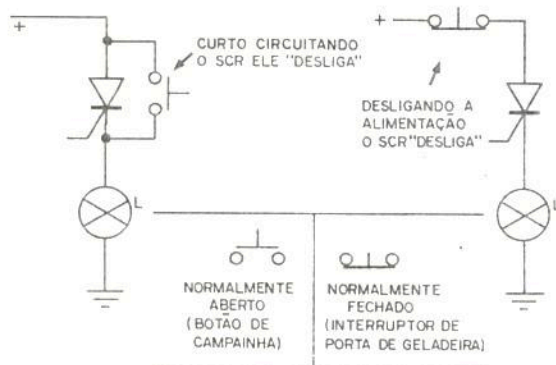 +
CURTO CIRCUITANDO
O SCR ELE "DESLIGA"
L
+
DESLIGANDO A
ALIMENTAÇÃO
O SCR "DESLIGA"
L
NORMALMENTE
ABERTO
(BOTÃO DE
CAMPAINHA)
NORMALMENTE
FECHADO
(INTERRUPTOR DE
PORTA DE GELADEIRA)